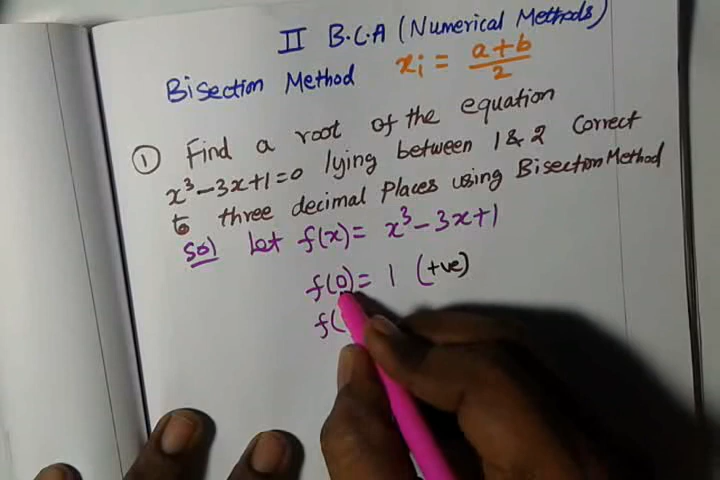 II B.C.A (Numerical Methods)
Bisection Method xi = a+b/2
① Find a root of the equation
x³-3x+1=0 lying between 1 & 2 correct
to three decimal places using Bisection Method
Sol Let f(x) = x³-3x+1
f(0) = 1 (+ve)
f(